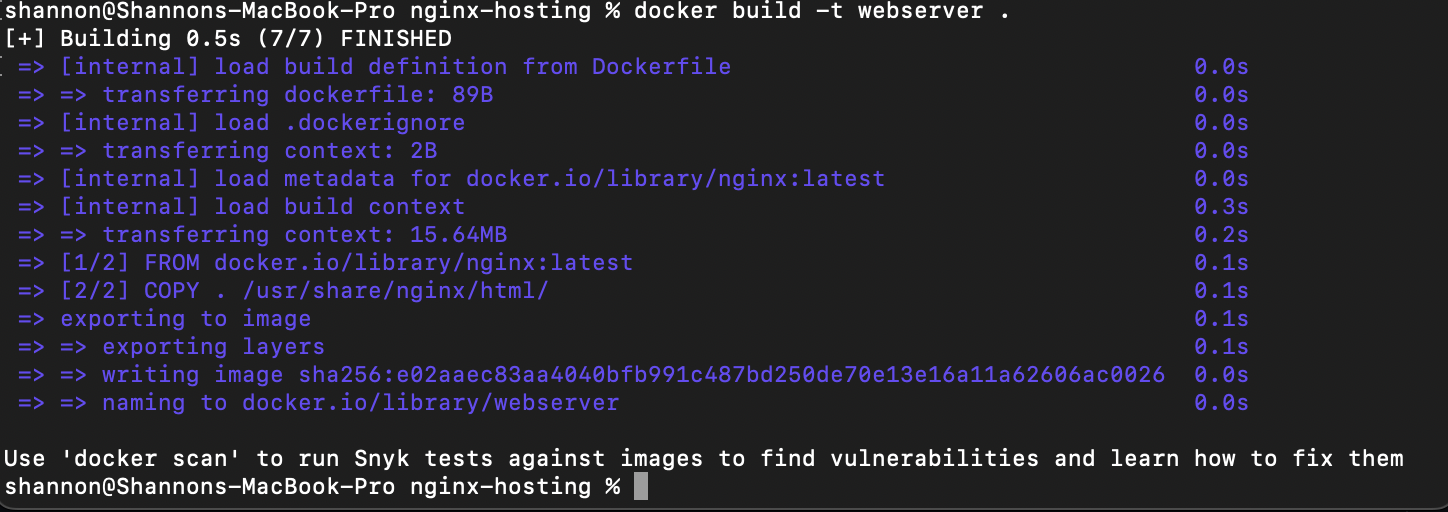 shannon@Shannons-MacBook-Pro nginx-hosting % docker build -t webserver .
[+] Building 0.5s (7/7) FINISHED
=> [internal] load build definition from Dockerfile 0.0s
=> => transferring dockerfile: 89B 0.0s
=> [internal] load .dockerignore 0.0s
=> => transferring context: 2B 0.0s
=> [internal] load metadata for docker.io/library/nginx:latest 0.0s
=> [internal] load build context 0.3s
=> => transferring context: 15.64MB 0.2s
=> [1/2] FROM docker.io/library/nginx:latest 0.1s
=> [2/2] COPY . /usr/share/nginx/html/ 0.1s
=> exporting to image 0.1s
=> => exporting layers 0.1s
=> => writing image sha256:e02aaec83aa4040bfb991c487bd250de70e13e16a11a62606ac0026 0.0s
=> => naming to docker.io/library/webserver 0.0s
Use 'docker scan' to run Snyk tests against images to find vulnerabilities and learn how to fix them
shannon@Shannons-MacBook-Pro nginx-hosting %